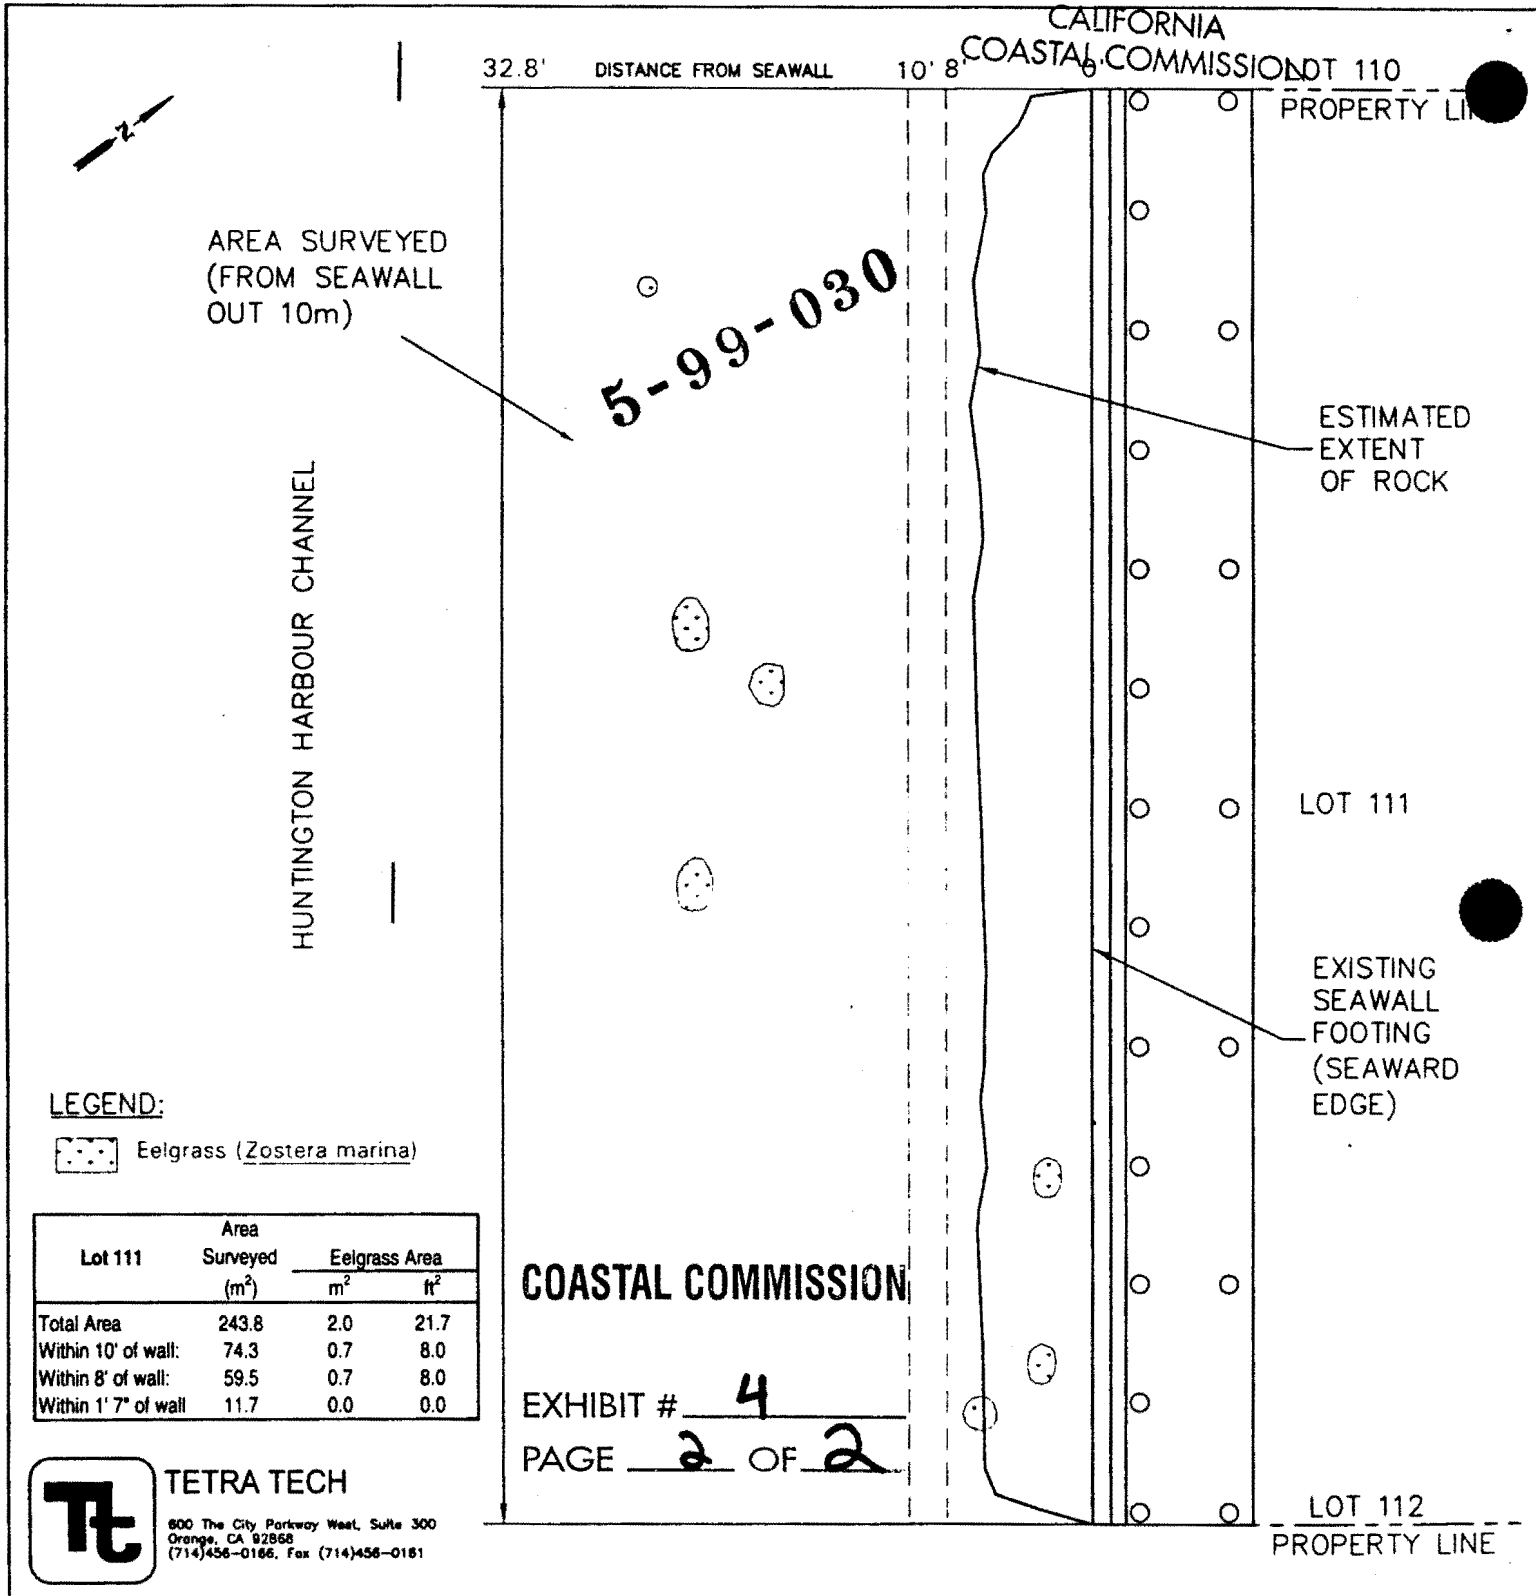 CALIFORNIA
COASTAL COMMISSION
32.8' DISTANCE FROM SEAWALL 10' 8' 0'
LOT 110
PROPERTY LI
N
AREA SURVEYED
(FROM SEAWALL
OUT 10m)
5-99-030
ESTIMATED
EXTENT
OF ROCK
HUNTINGTON HARBOUR CHANNEL
LOT 111
EXISTING
SEAWALL
FOOTING
(SEAWARD
EDGE)
LEGEND:
Eelgrass (Zostera marina)
Lot 111 Area Surveyed (m²) Eelgrass Area m² ft²
Total Area 243.8 2.0 21.7
Within 10' of wall: 74.3 0.7 8.0
Within 8' of wall: 59.5 0.7 8.0
Within 1' 7" of wall 11.7 0.0 0.0
COASTAL COMMISSION
EXHIBIT # 4
PAGE 2 OF 2
Tt
TETRA TECH
600 The City Parkway West, Suite 300
Orange, CA 92868
(714)456-0166, Fax (714)456-0181
LOT 112
PROPERTY LINE